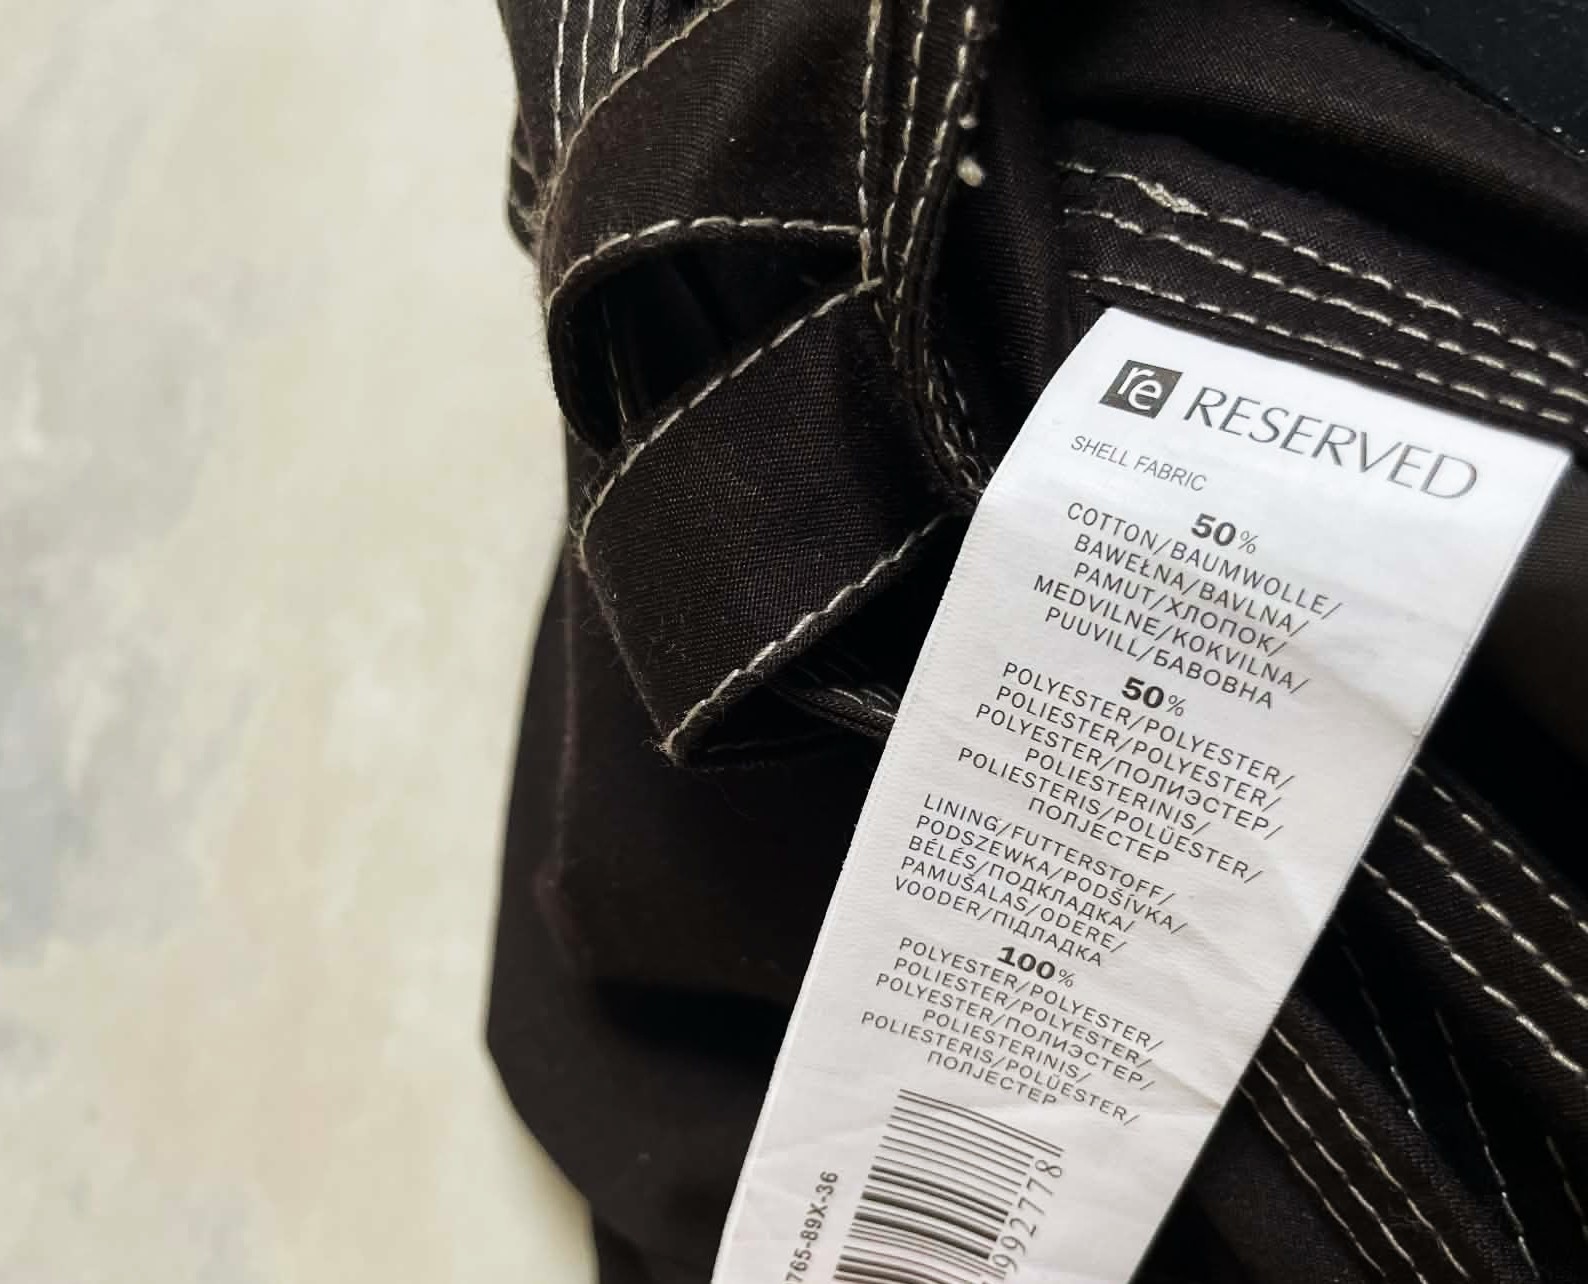 re RESERVED
SHELL FABRIC
50%
COTTON/BAUMWOLLE/
BAWEŁNA/BAVLNA/
PAMUT/ХЛОПОК/
MEDVILNE/KOKVILNA/
PUUVILL/БАВОВНА
50%
POLYESTER/POLYESTER/
POLIESTER/POLYESTER/
POLYESTER/ПОЛИЭСТЕР/
POLIESTERINIS/
POLIESTERIS/POLÜESTER/
ПОЛЈЕСТЕР
LINING/FUTTERSTOFF/
PODSZEWKA/PODŠÍVKA/
BÉLÉS/ПОДКЛАДКА/
PAMUŠALAS/ODERE/
VOODER/ПІДЛАДКА
100%
POLYESTER/POLYESTER/
POLIESTER/POLYESTER/
POLYESTER/ПОЛИЭСТЕР/
POLIESTERINIS/
POLIESTERIS/POLÜESTER/
ПОЛЈЕСТЕР
765-89X-36
992778